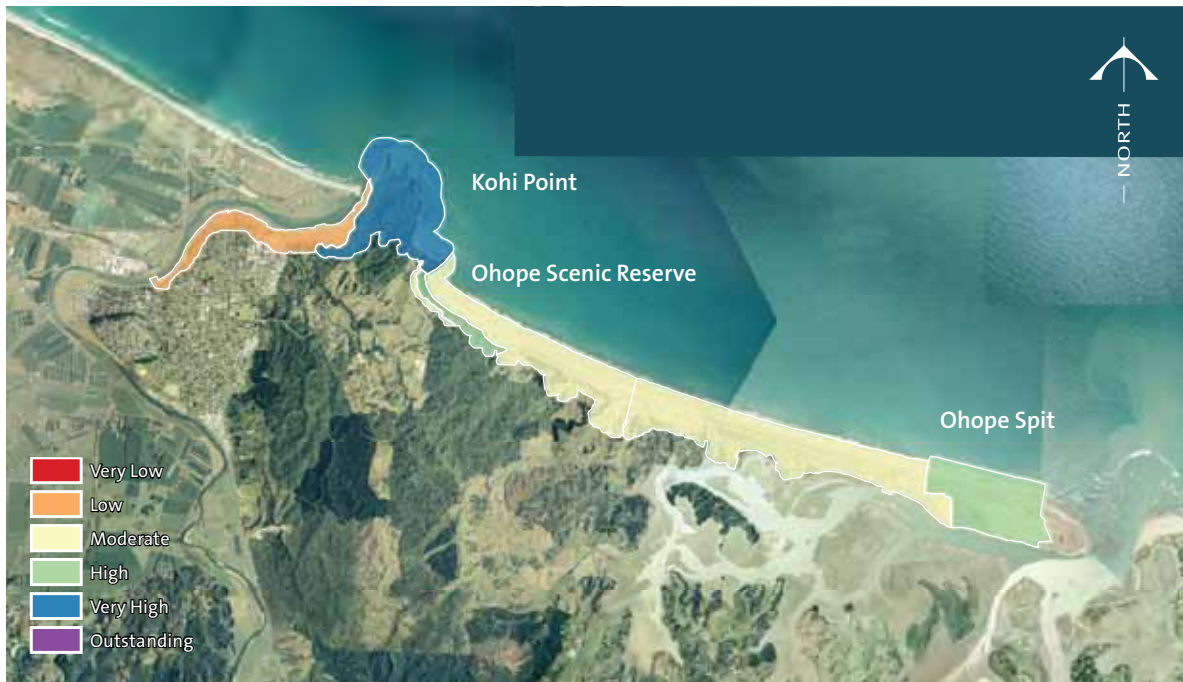 NORTH
Kohi Point
Ohope Scenic Reserve
Ohope Spit
Very Low
Low
Moderate
High
Very High
Outstanding